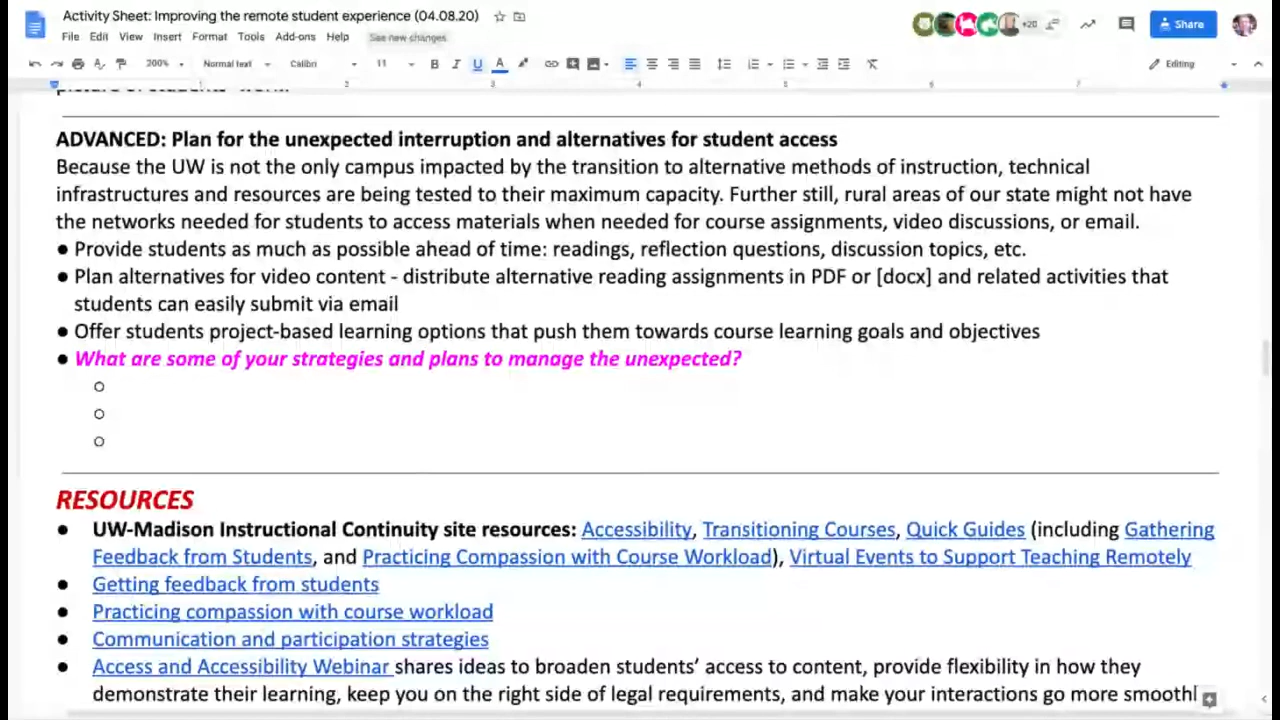 Activity Sheet: Improving the remote student experience (04.08.20)
File Edit View Insert Format Tools Add-ons Help See new changes
+20
Share
200% Normal text Calibri 11 B I U A Editing
1 2 3 4 5 6 7
picture of students' work.
ADVANCED: Plan for the unexpected interruption and alternatives for student access
Because the UW is not the only campus impacted by the transition to alternative methods of instruction, technical
infrastructures and resources are being tested to their maximum capacity. Further still, rural areas of our state might not have
the networks needed for students to access materials when needed for course assignments, video discussions, or email.
● Provide students as much as possible ahead of time: readings, reflection questions, discussion topics, etc.
● Plan alternatives for video content - distribute alternative reading assignments in PDF or [docx] and related activities that
students can easily submit via email
● Offer students project-based learning options that push them towards course learning goals and objectives
● What are some of your strategies and plans to manage the unexpected?
○
○
○
RESOURCES
● UW-Madison Instructional Continuity site resources: Accessibility, Transitioning Courses, Quick Guides (including Gathering
Feedback from Students, and Practicing Compassion with Course Workload), Virtual Events to Support Teaching Remotely
● Getting feedback from students
● Practicing compassion with course workload
● Communication and participation strategies
● Access and Accessibility Webinar shares ideas to broaden students' access to content, provide flexibility in how they
demonstrate their learning, keep you on the right side of legal requirements, and make your interactions go more smoothl